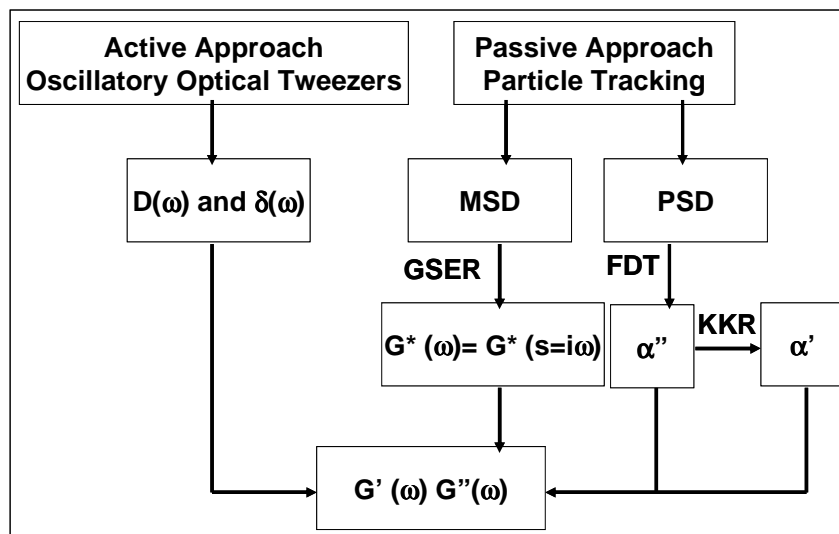 Active Approach
Oscillatory Optical Tweezers
Passive Approach
Particle Tracking
D(ω) and δ(ω)
MSD
PSD
GSER
FDT
G* (ω)= G* (s=iω)
α”
KKR
α’
G’ (ω) G”(ω)